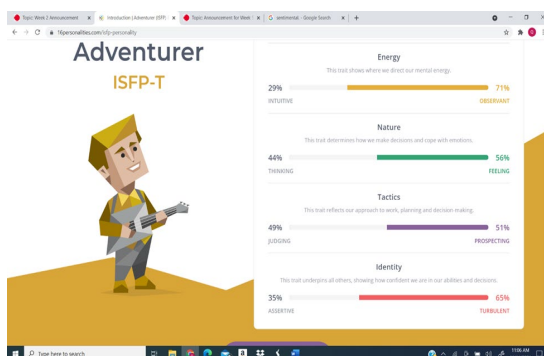 Topic: Week 2 Announcement
Introduction | Adventurer (ISFP)
Topic: Announcement for Week 1
sentimental - Google Search
16personalities.com/isfp-personality
Adventurer
ISFP-T
Energy
This trait shows where we direct our mental energy.
29% 71%
INTUITIVE OBSERVANT
Nature
This trait determines how we make decisions and cope with emotions.
44% 56%
THINKING FEELING
Tactics
This trait reflects our approach to work, planning and decision-making.
49% 51%
JUDGING PROSPECTING
Identity
This trait underpins all others, showing how confident we are in our abilities and decisions.
35% 65%
ASSERTIVE TURBULENT
Type here to search
11:06 AM